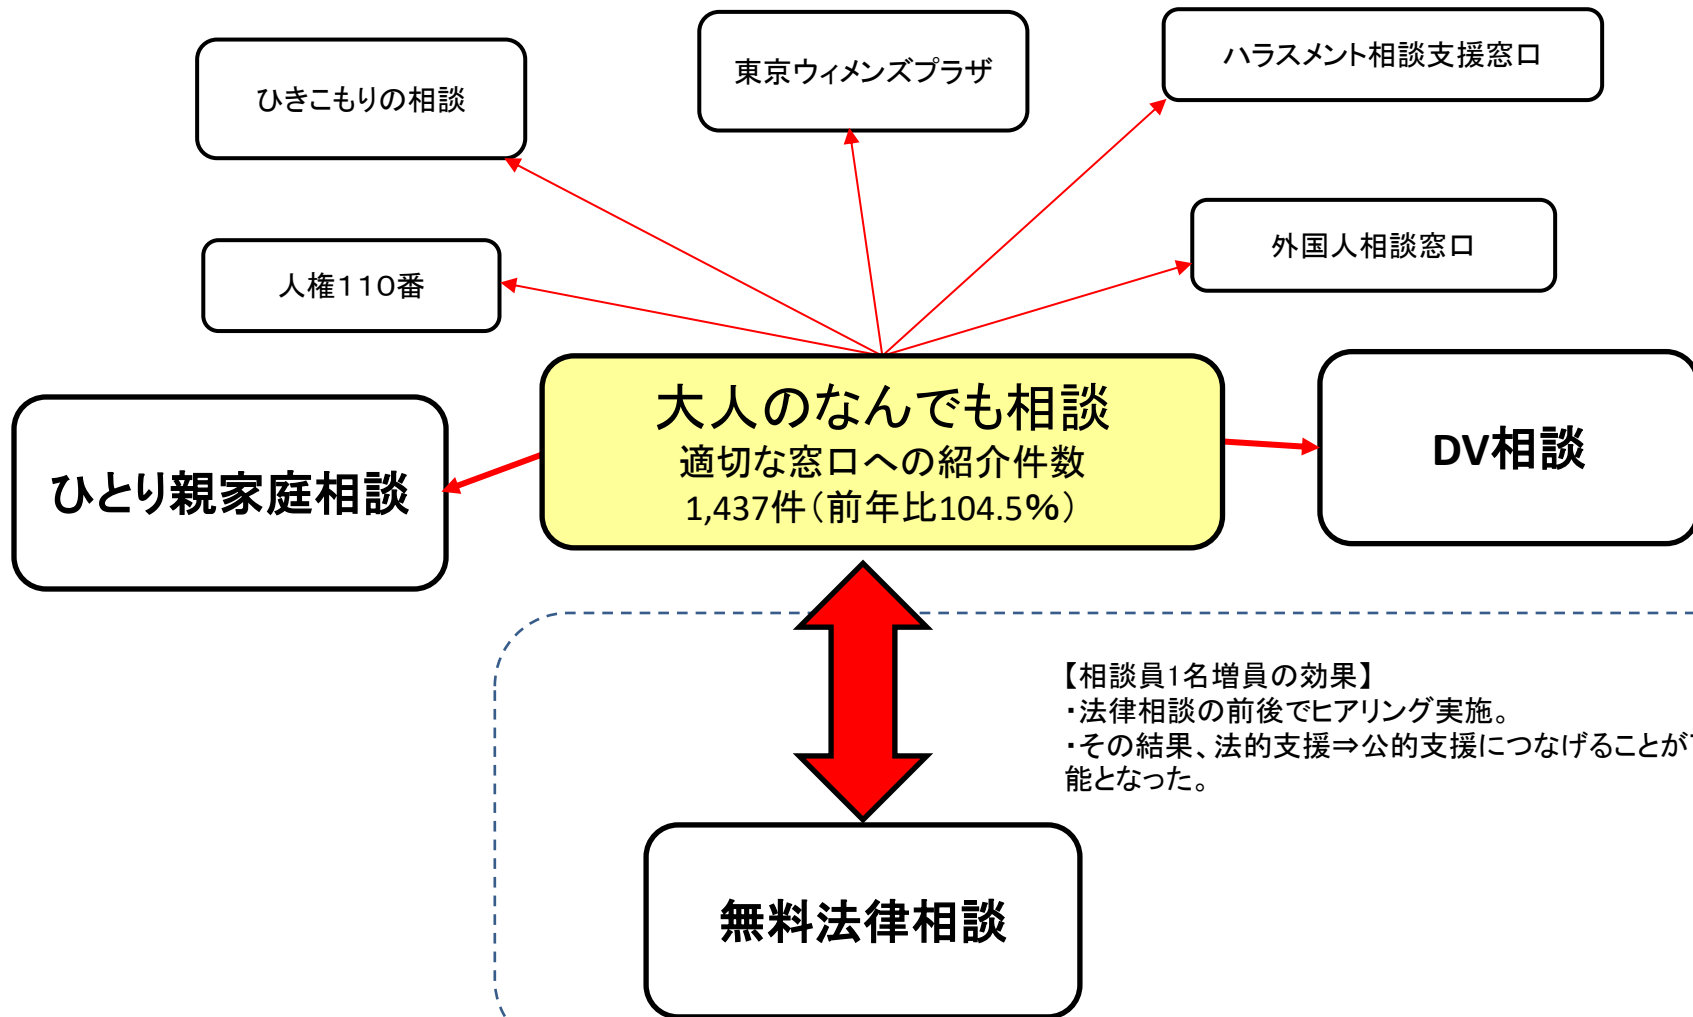 ひきこもりの相談
東京ウィメンズプラザ
ハラスメント相談支援窓口
人権110番
外国人相談窓口
大人のなんでも相談
適切な窓口への紹介件数
1,437件（前年比104.5％）
ひとり親家庭相談
DV相談
【相談員1名増員の効果】
・法律相談の前後でヒアリング実施。
・その結果、法的支援⇒公的支援につなげることが
能となった。
無料法律相談